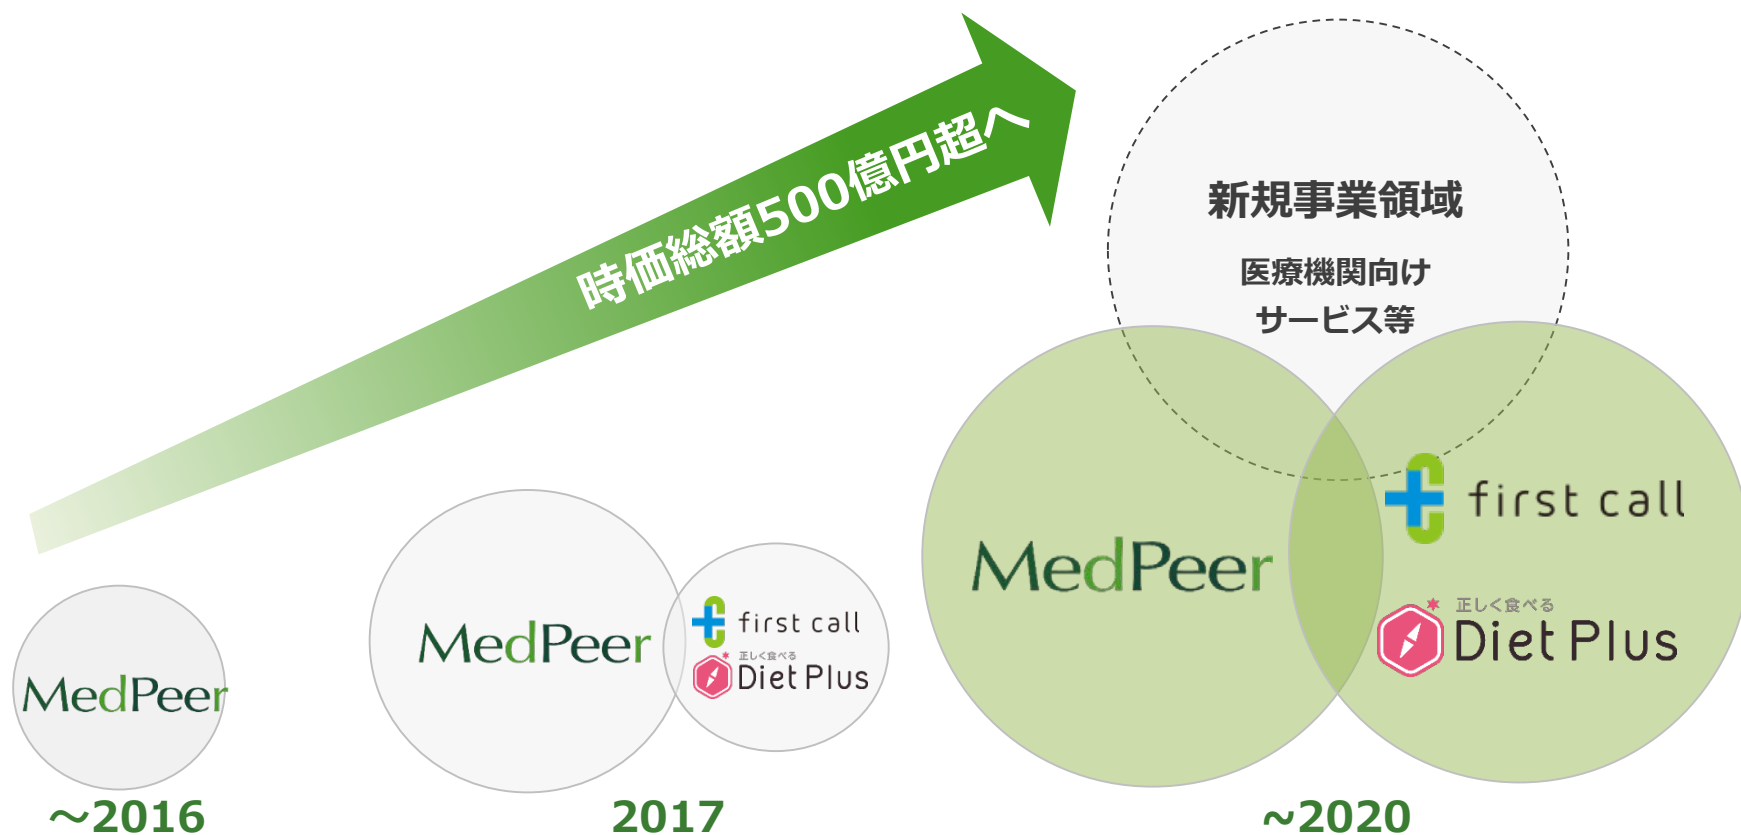 時価総額500億円超へ
新規事業領域
医療機関向け
サービス等
MedPeer
～2016
MedPeer
first call
正しく食べる
Diet Plus
2017
MedPeer
first call
正しく食べる
Diet Plus
~2020